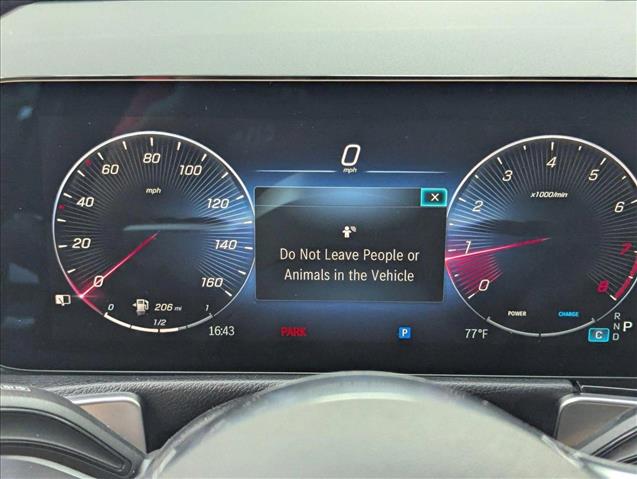 0
mph
0 20 40 60 80 100 120 140 160
mph
0 1/2 1
206 mi
×
Do Not Leave People or
Animals in the Vehicle
0 1 2 3 4 5 6 7 8
x1000/min
POWER CHARGE
16:43 PARK P 77°F
C
R
N P
D